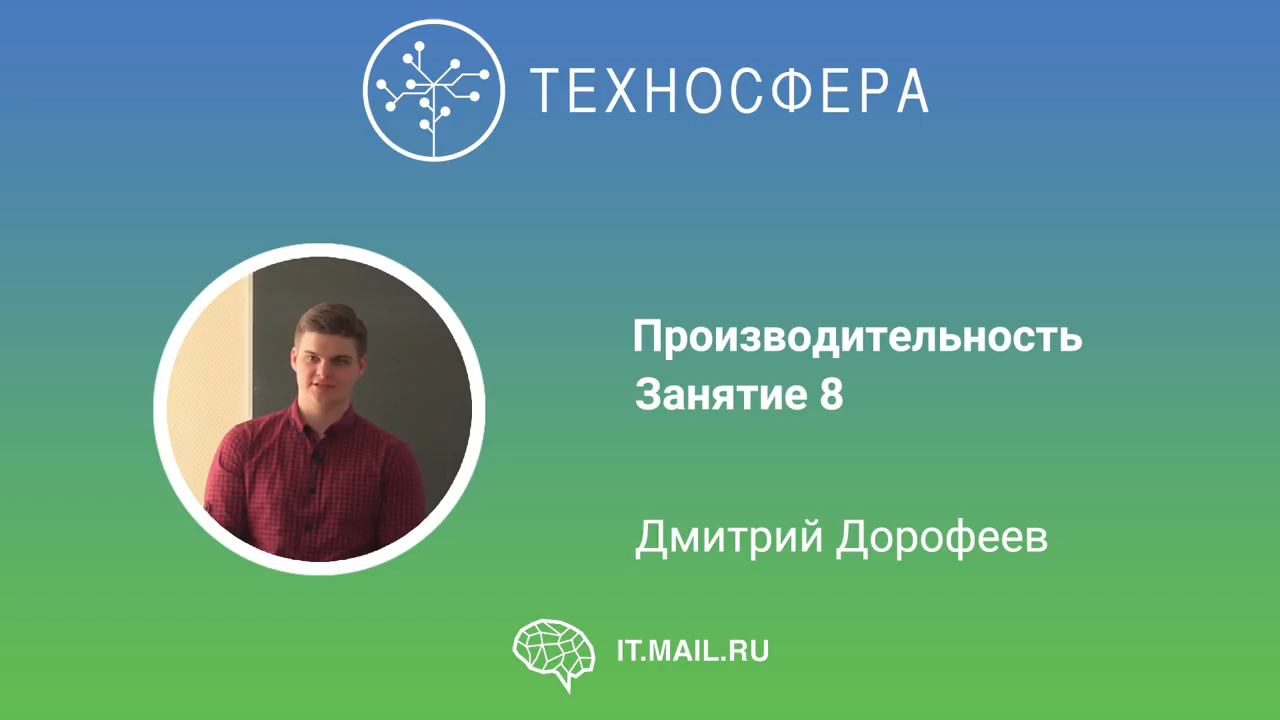 ТЕХНОСФЕРА
Производительность
Занятие 8
Дмитрий Дорофеев
IT.MAIL.RU